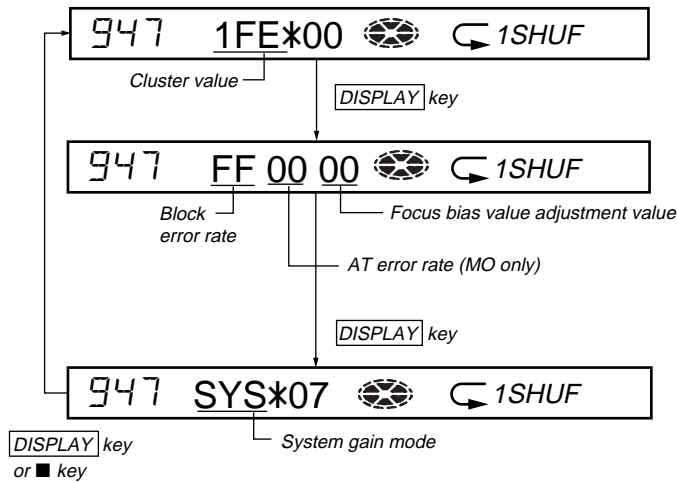 947 1FE*00 1SHUF
Cluster value
DISPLAY key
947 FF 00 00 1SHUF
Block
error rate
Focus bias value adjustment value
AT error rate (MO only)
DISPLAY key
947 SYS*07 1SHUF
System gain mode
DISPLAY key
or ■ key